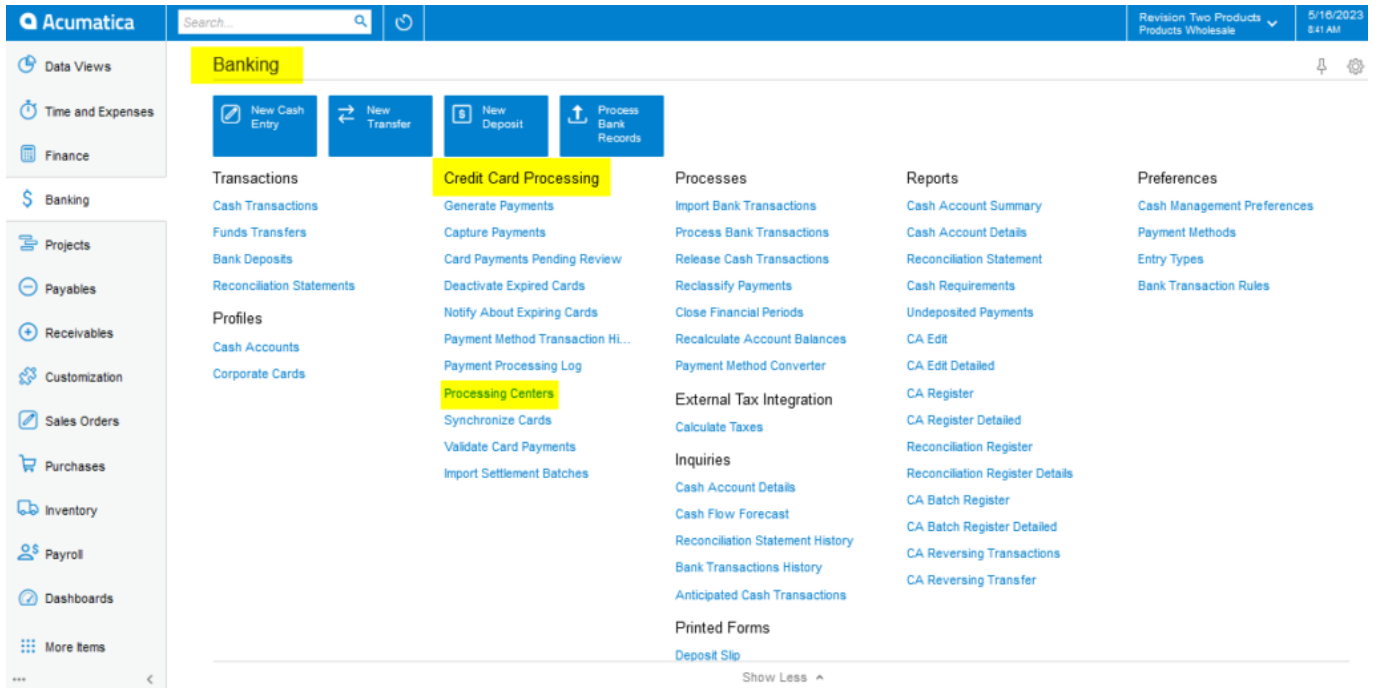 Acumatica
Search...
Revision Two Products
Products Wholesale
5/16/2023
8:41 AM
Data Views
Time and Expenses
Finance
Banking
Projects
Payables
Receivables
Customization
Sales Orders
Purchases
Inventory
Payroll
Dashboards
More Items
Banking
New Cash
Entry
New
Transfer
New
Deposit
Process
Bank
Records
Transactions
Cash Transactions
Funds Transfers
Bank Deposits
Reconciliation Statements
Profiles
Cash Accounts
Corporate Cards
Credit Card Processing
Generate Payments
Capture Payments
Card Payments Pending Review
Deactivate Expired Cards
Notify About Expiring Cards
Payment Method Transaction Hi...
Payment Processing Log
Processing Centers
Synchronize Cards
Validate Card Payments
Import Settlement Batches
Processes
Import Bank Transactions
Process Bank Transactions
Release Cash Transactions
Reclassify Payments
Close Financial Periods
Recalculate Account Balances
Payment Method Converter
External Tax Integration
Calculate Taxes
Inquiries
Cash Account Details
Cash Flow Forecast
Reconciliation Statement History
Bank Transactions History
Anticipated Cash Transactions
Printed Forms
Deposit Slip
Reports
Cash Account Summary
Cash Account Details
Reconciliation Statement
Cash Requirements
Undeposited Payments
CA Edit
CA Edit Detailed
CA Register
CA Register Detailed
Reconciliation Register
Reconciliation Register Details
CA Batch Register
CA Batch Register Detailed
CA Reversing Transactions
CA Reversing Transfer
Preferences
Cash Management Preferences
Payment Methods
Entry Types
Bank Transaction Rules
Show Less